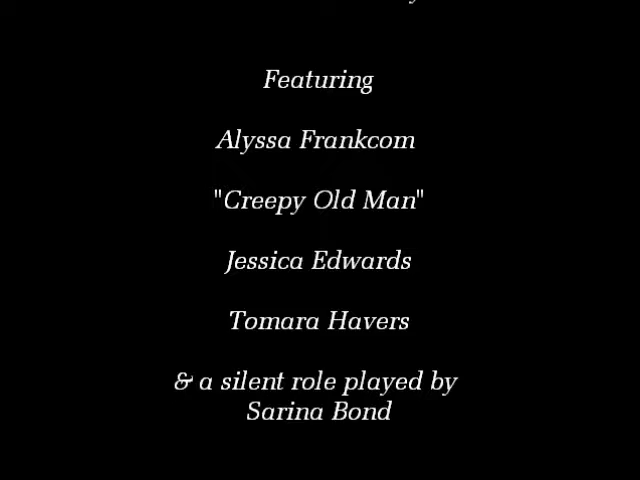 Featuring
Alyssa Frankcom
"Creepy Old Man"
Jessica Edwards
Tomara Havers
& a silent role played by
Sarina Bond